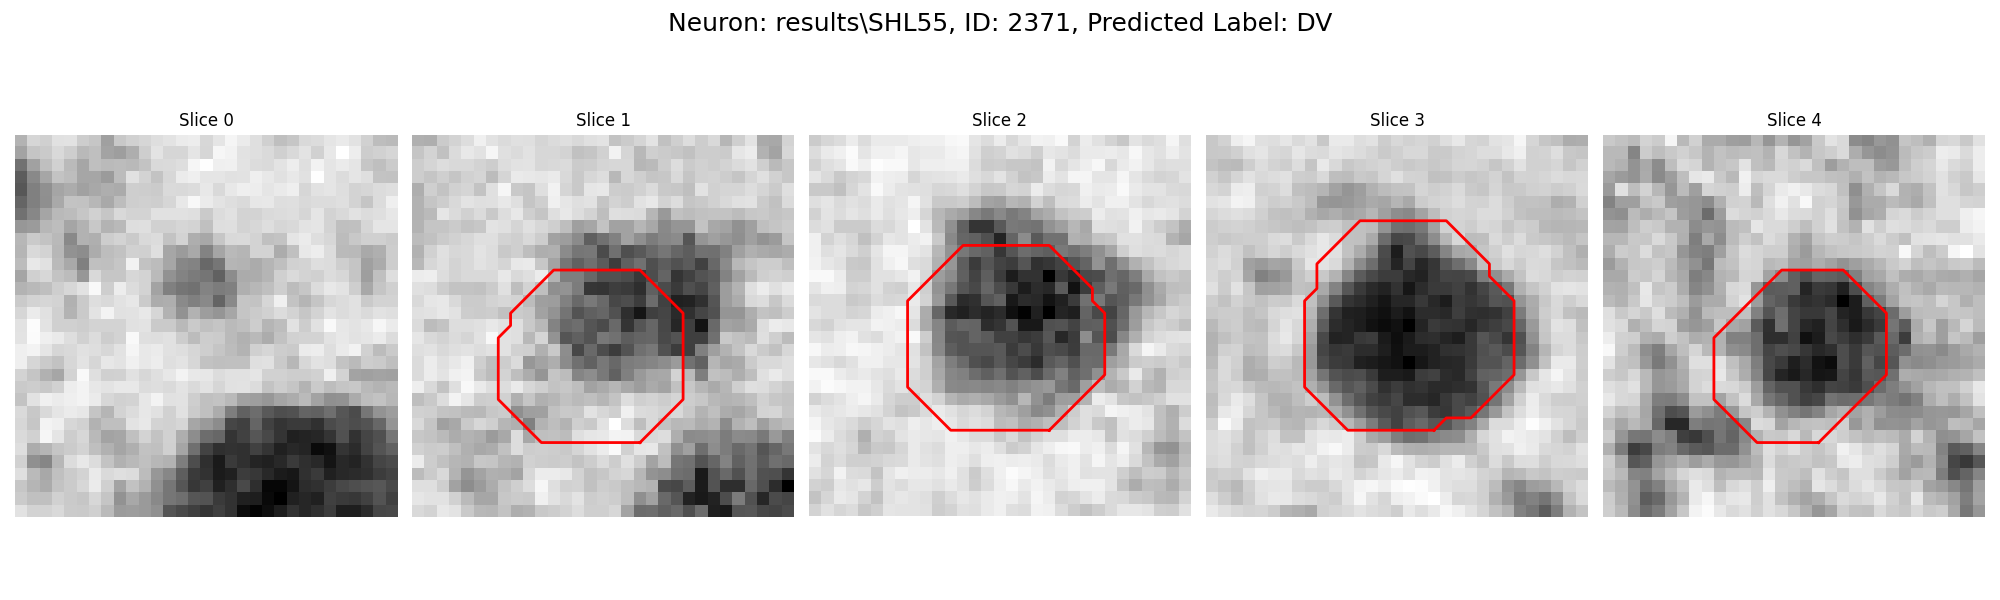 Neuron: results\SHL55, ID: 2371, Predicted Label: DV
Slice 0
Slice 1
Slice 2
Slice 3
Slice 4